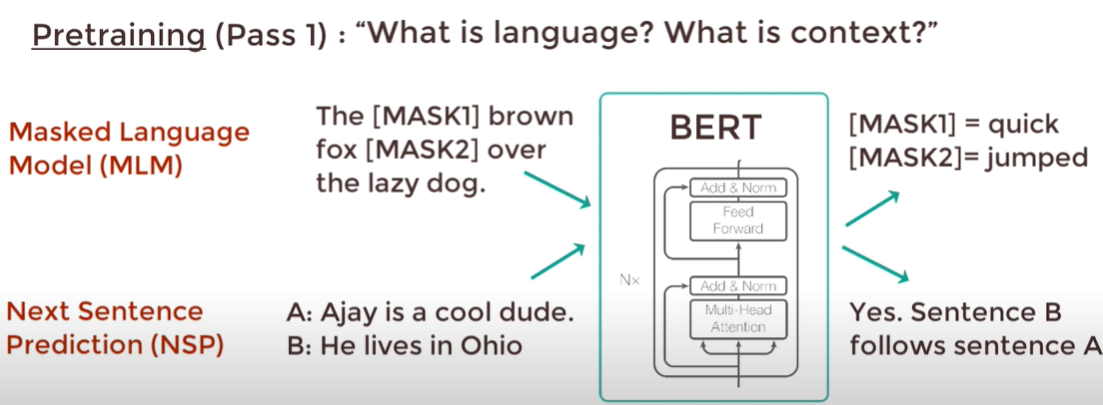 Pretraining (Pass 1) : “What is language? What is context?”
Masked Language
Model (MLM)
The [MASK1] brown
fox [MASK2] over
the lazy dog.
BERT
[MASK1] = quick
[MASK2]= jumped
Add & Norm
Feed
Forward
Nx
Add & Norm
Multi-Head
Attention
Next Sentence
Prediction (NSP)
A: Ajay is a cool dude.
B: He lives in Ohio
Yes. Sentence B
follows sentence A